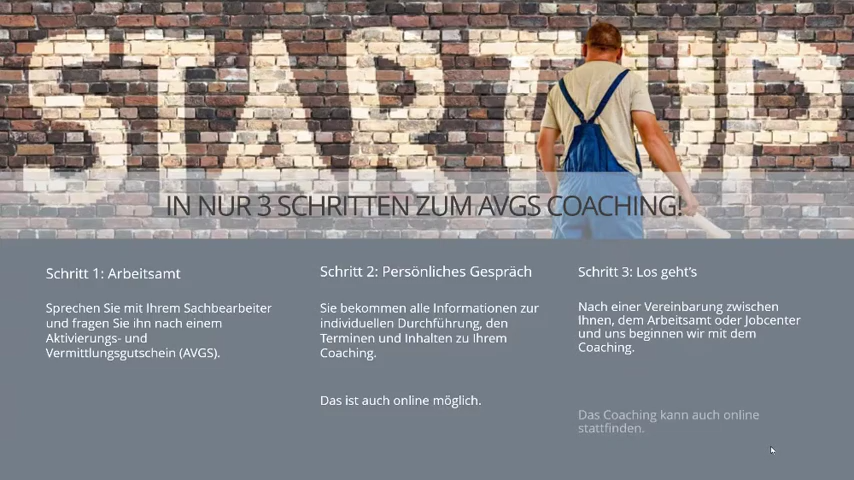 START UP
IN NUR 3 SCHRITTEN ZUM AVGS COACHING!
Schritt 1: Arbeitsamt
Sprechen Sie mit Ihrem Sachbearbeiter
und fragen Sie ihn nach einem
Aktivierungs- und
Vermittlungsgutschein (AVGS).
Schritt 2: Persönliches Gespräch
Sie bekommen alle Informationen zur
individuellen Durchführung, den
Terminen und Inhalten zu Ihrem
Coaching.
Das ist auch online möglich.
Schritt 3: Los geht's
Nach einer Vereinbarung zwischen
Ihnen, dem Arbeitsamt oder Jobcenter
und uns beginnen wir mit dem
Coaching.
Das Coaching kann auch online
stattfinden.